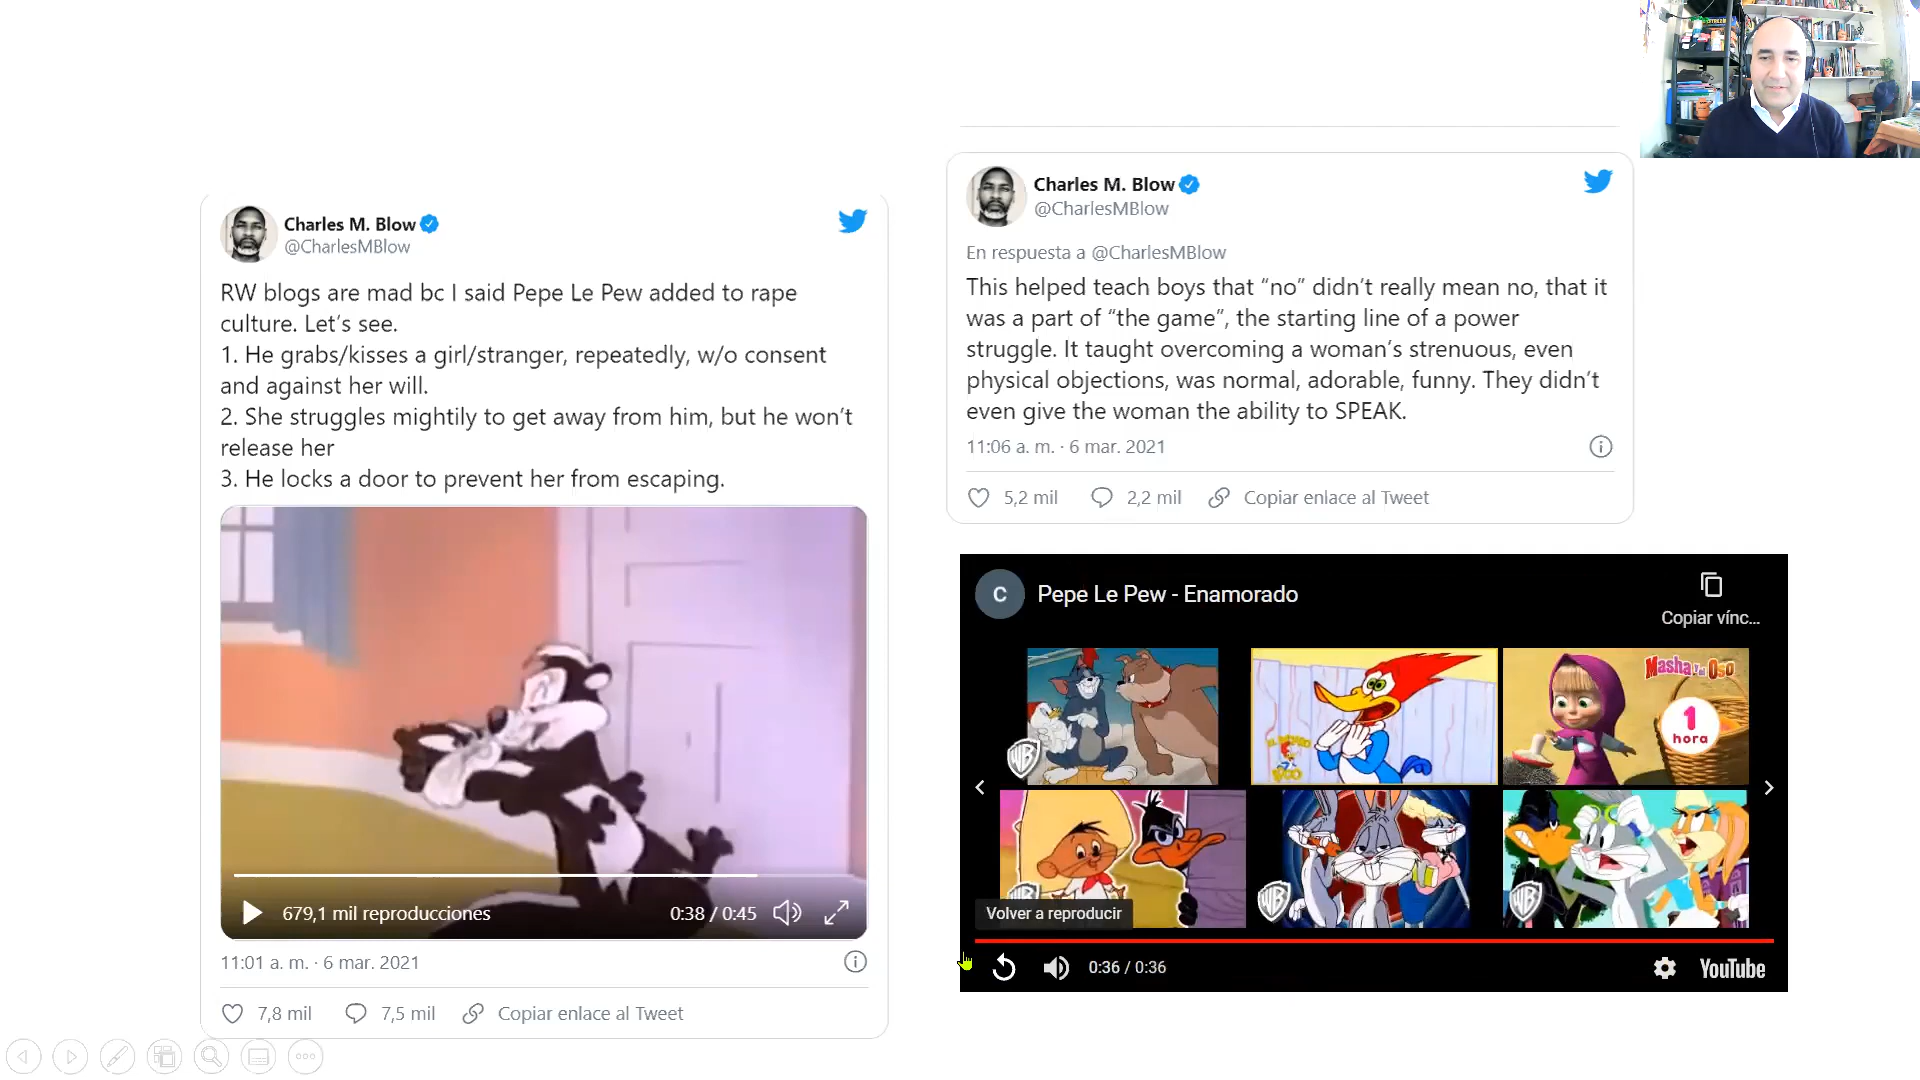 Charles M. Blow
@CharlesMBlow
RW blogs are mad bc I said Pepe Le Pew added to rape
culture. Let’s see.
1. He grabs/kisses a girl/stranger, repeatedly, w/o consent
and against her will.
2. She struggles mightily to get away from him, but he won’t
release her
3. He locks a door to prevent her from escaping.
679,1 mil reproducciones
0:38 / 0:45
11:01 a. m. · 6 mar. 2021
7,8 mil 7,5 mil Copiar enlace al Tweet
Charles M. Blow
@CharlesMBlow
En respuesta a @CharlesMBlow
This helped teach boys that “no” didn’t really mean no, that it
was a part of “the game”, the starting line of a power
struggle. It taught overcoming a woman’s strenuous, even
physical objections, was normal, adorable, funny. They didn’t
even give the woman the ability to SPEAK.
11:06 a. m. · 6 mar. 2021
5,2 mil 2,2 mil Copiar enlace al Tweet
C
Pepe Le Pew - Enamorado
Copiar vínc...
Masha y el Oso
1
hora
WB
WB
WB
Volver a reproducir
0:36 / 0:36
YouTube